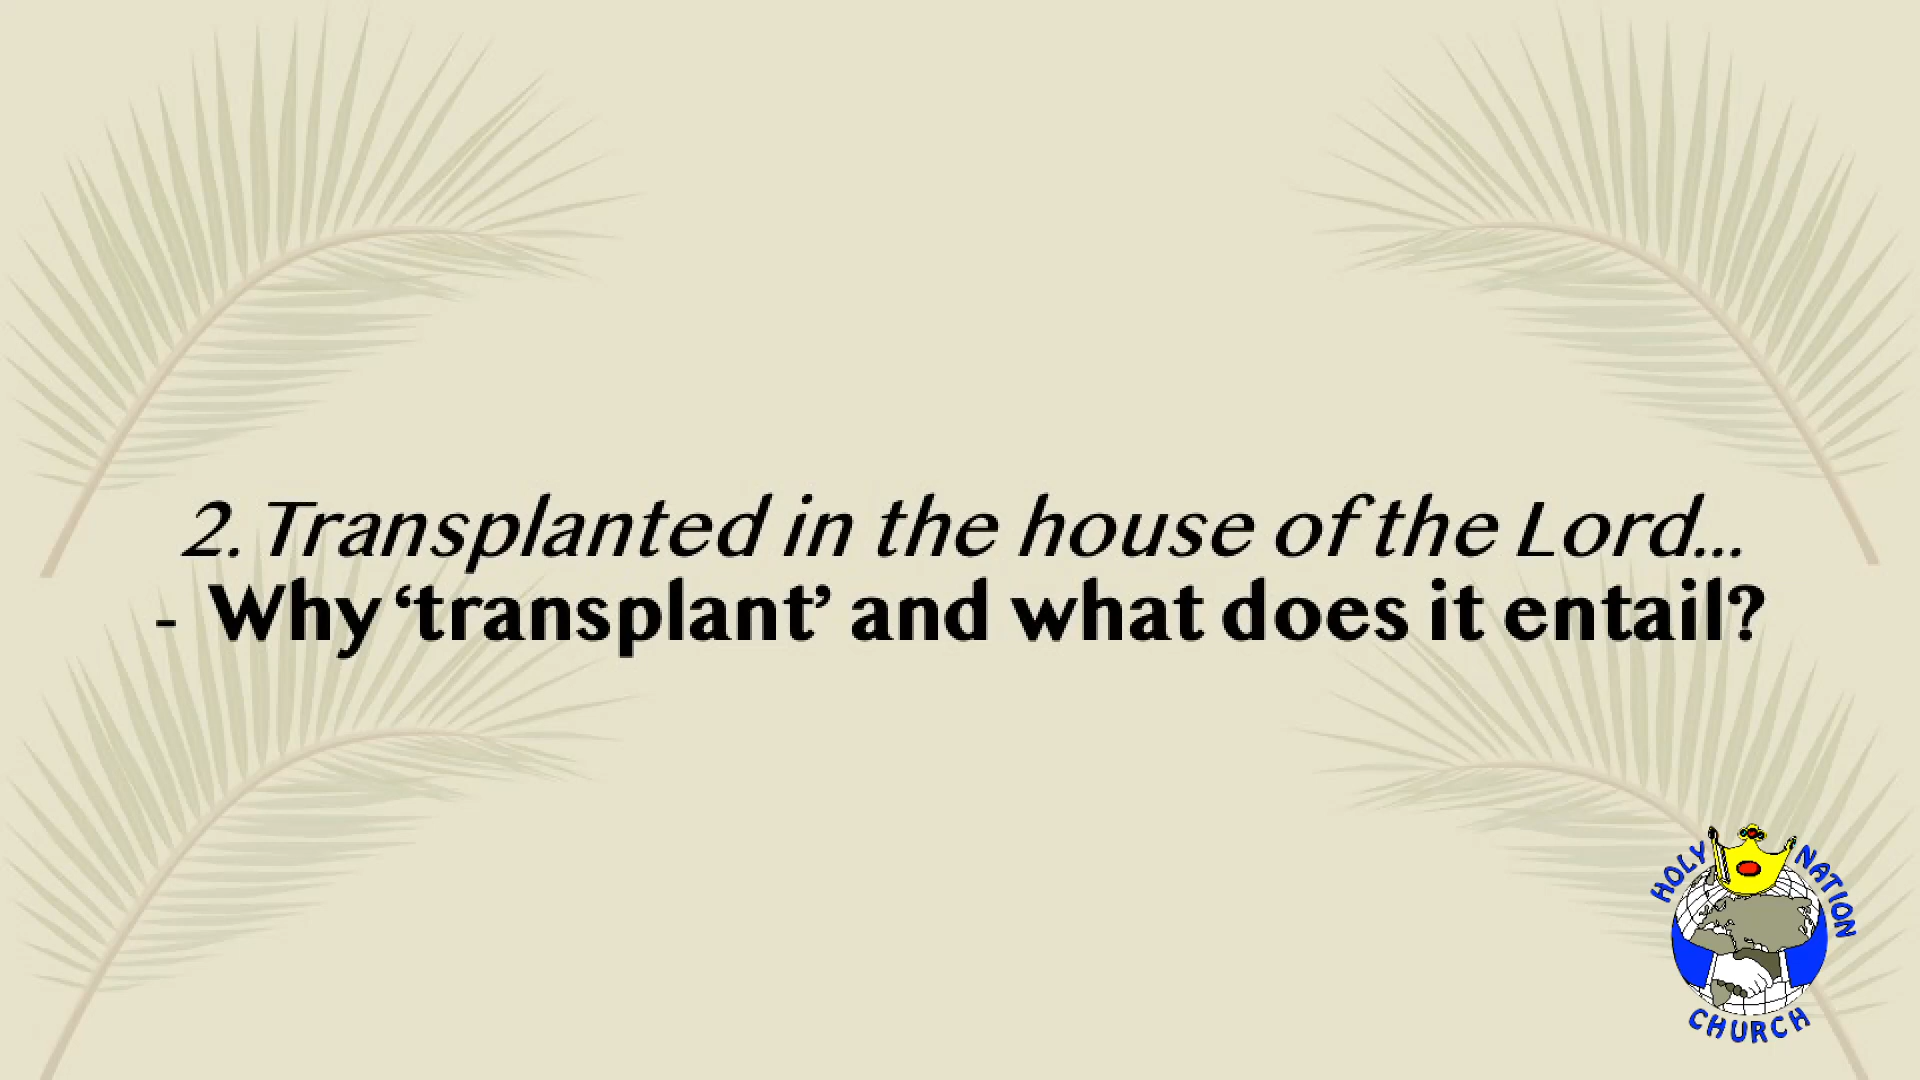 2. Transplanted in the house of the Lord...
- Why ‘transplant’ and what does it entail?
HOLY NATION
CHURCH